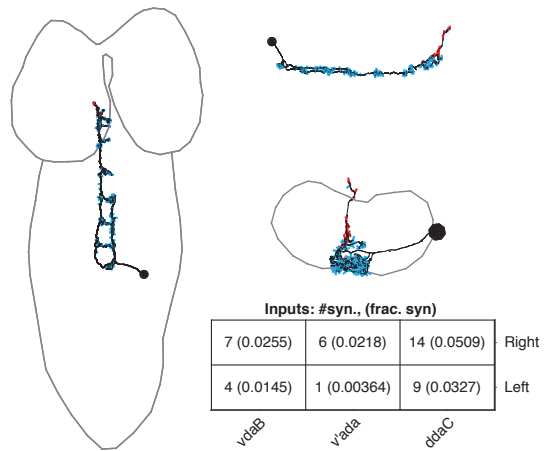 Inputs: #syn., (frac. syn)
7 (0.0255) 6 (0.0218) 14 (0.0509) Right
4 (0.0145) 1 (0.00364) 9 (0.0327) Left
vdaB v'ada ddaC